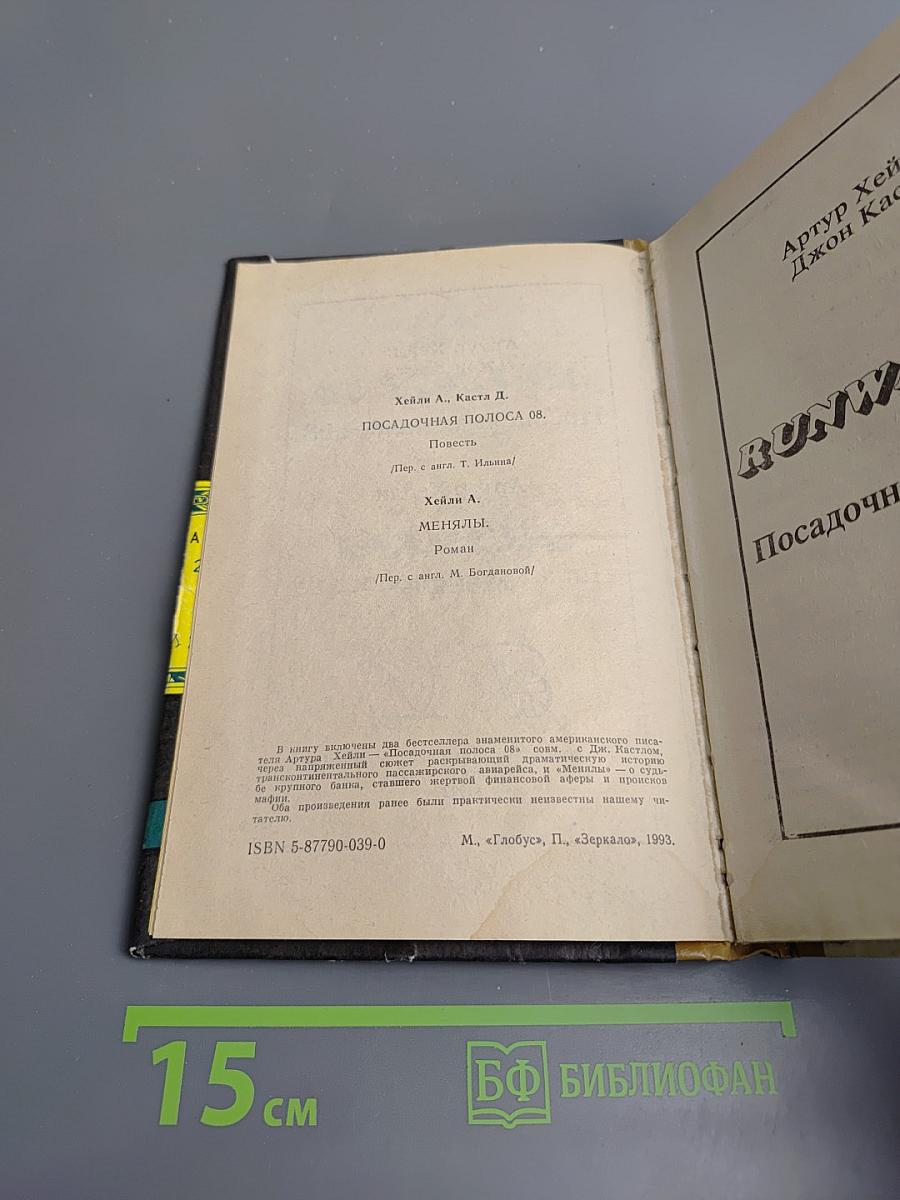 Хейли А., Кастл Д.
ПОСАДОЧНАЯ ПОЛОСА 08.
Повесть
/Пер. с англ. Т. Ильина/
Хейли А.
МЕНЯЛЫ.
Роман
/Пер. с англ. М. Богдановой/
В книгу включены два бестселлера знаменитого американского писа-
теля Артура Хейли — «Посадочная полоса 08» совм. с Дж. Кастлом,
через напряженный сюжет раскрывающий драматическую историю
трансконтинентального пассажирского авиарейса, и «Менялы» — о судь-
бе крупного банка, ставшего жертвой финансовой аферы и происков
мафии.
Оба произведения ранее были практически неизвестны нашему чи-
тателю.
ISBN 5-87790-039-0 М., «Глобус», П., «Зеркало», 1993.
Артур Хей
Джон Кас
RUNWA
Посадочн
15 см
БФ БИБЛИОФАН